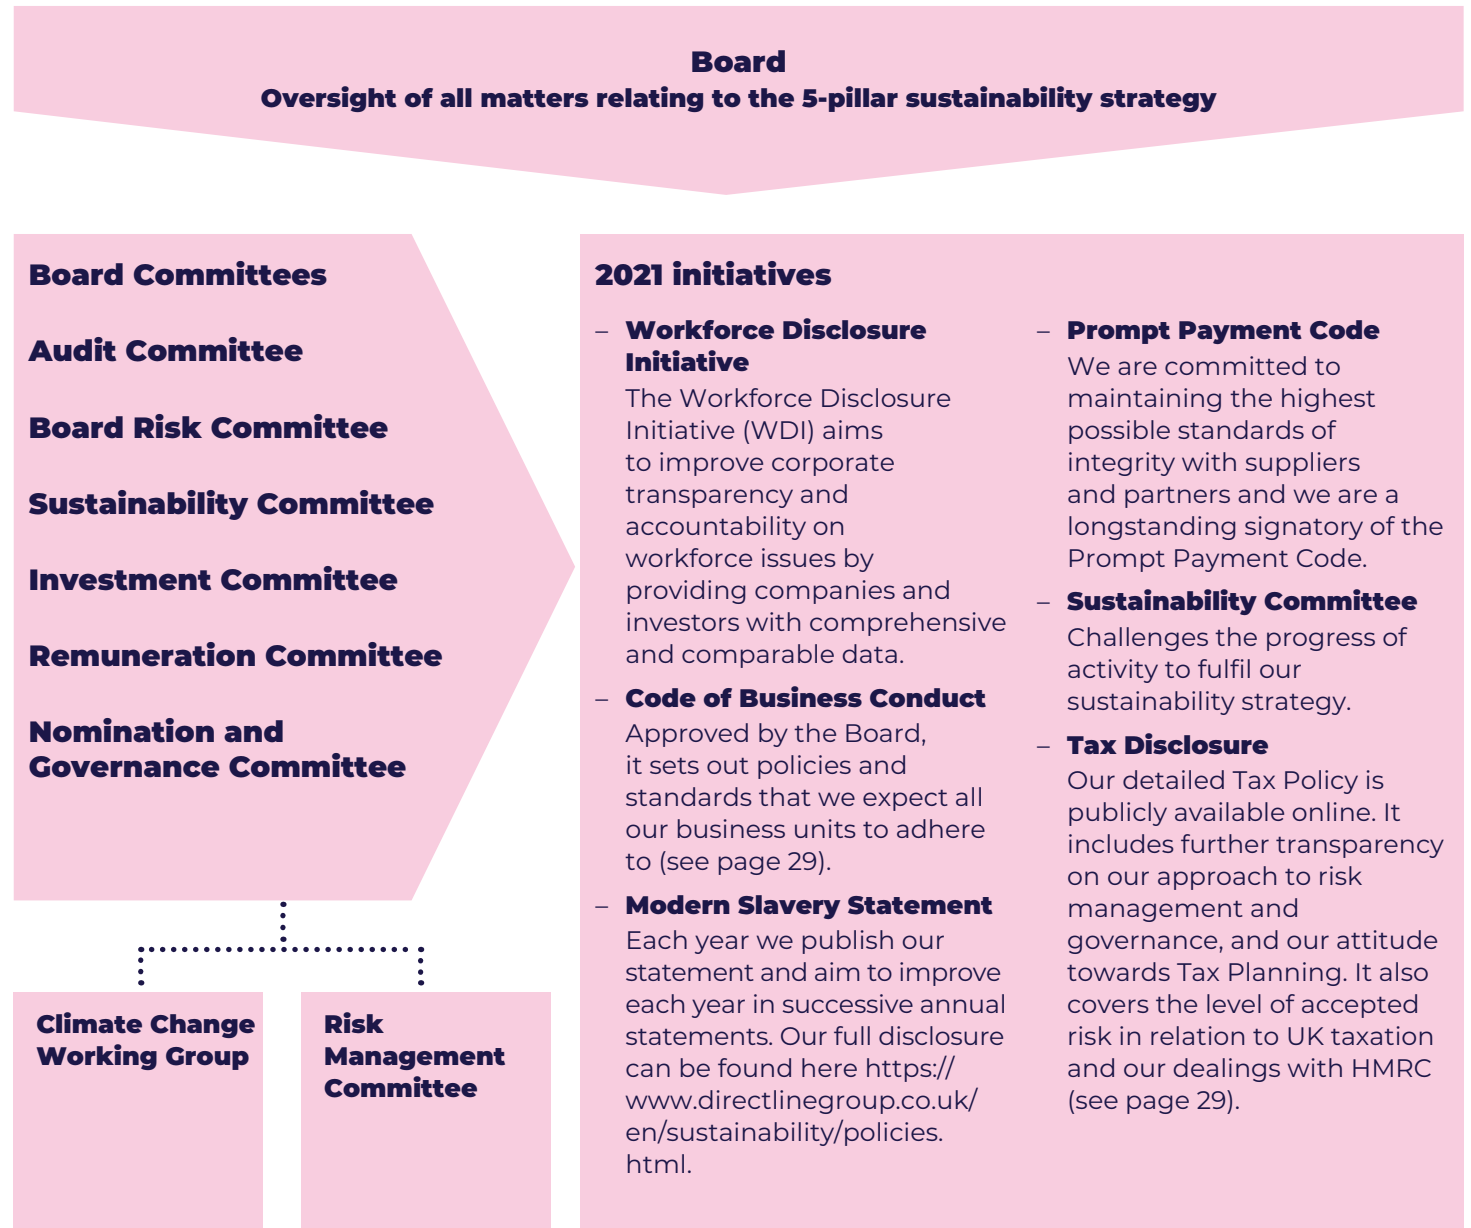 Board
Oversight of all matters relating to the 5-pillar sustainability strategy
Board Committees
Audit Committee
Board Risk Committee
Sustainability Committee
Investment Committee
Remuneration Committee
Nomination and
Governance Committee
Climate Change
Working Group
Risk
Management
Committee
2021 initiatives
– Workforce Disclosure
Initiative
The Workforce Disclosure
Initiative (WDI) aims
to improve corporate
transparency and
accountability on
workforce issues by
providing companies and
investors with comprehensive
and comparable data.
– Code of Business Conduct
Approved by the Board,
it sets out policies and
standards that we expect all
our business units to adhere
to (see page 29).
– Modern Slavery Statement
Each year we publish our
statement and aim to improve
each year in successive annual
statements. Our full disclosure
can be found here https://
www.directlinegroup.co.uk/
en/sustainability/policies.
html.
– Prompt Payment Code
We are committed to
maintaining the highest
possible standards of
integrity with suppliers
and partners and we are a
longstanding signatory of the
Prompt Payment Code.
– Sustainability Committee
Challenges the progress of
activity to fulfil our
sustainability strategy.
– Tax Disclosure
Our detailed Tax Policy is
publicly available online. It
includes further transparency
on our approach to risk
management and
governance, and our attitude
towards Tax Planning. It also
covers the level of accepted
risk in relation to UK taxation
and our dealings with HMRC
(see page 29).